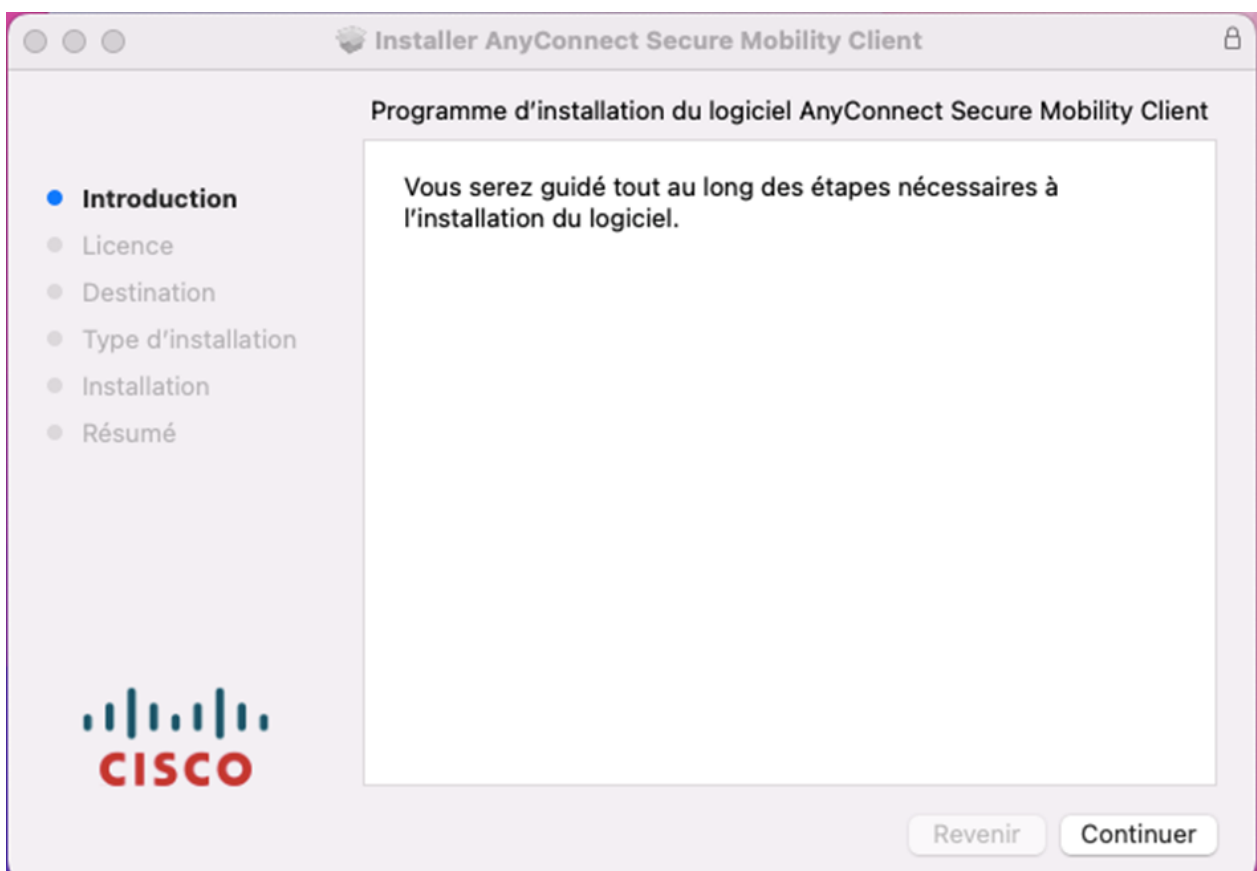 Installer AnyConnect Secure Mobility Client
Programme d’installation du logiciel AnyConnect Secure Mobility Client
Introduction
Licence
Destination
Type d’installation
Installation
Résumé
Vous serez guidé tout au long des étapes nécessaires à
l’installation du logiciel.
CISCO
Revenir
Continuer